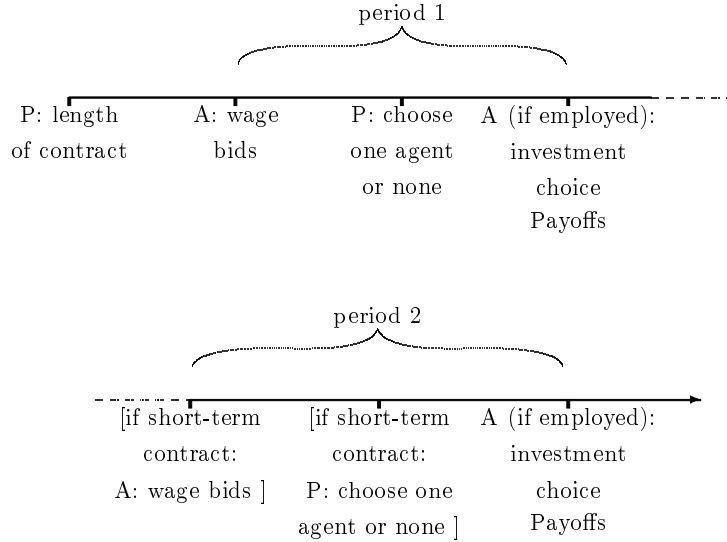 period 1
P: length
of contract
A: wage
bids
P: choose
one agent
or none
A (if employed):
investment
choice
Payoffs
period 2
[if short-term
contract:
A: wage bids ]
[if short-term
contract:
P: choose one
agent or none ]
A (if employed):
investment
choice
Payoffs